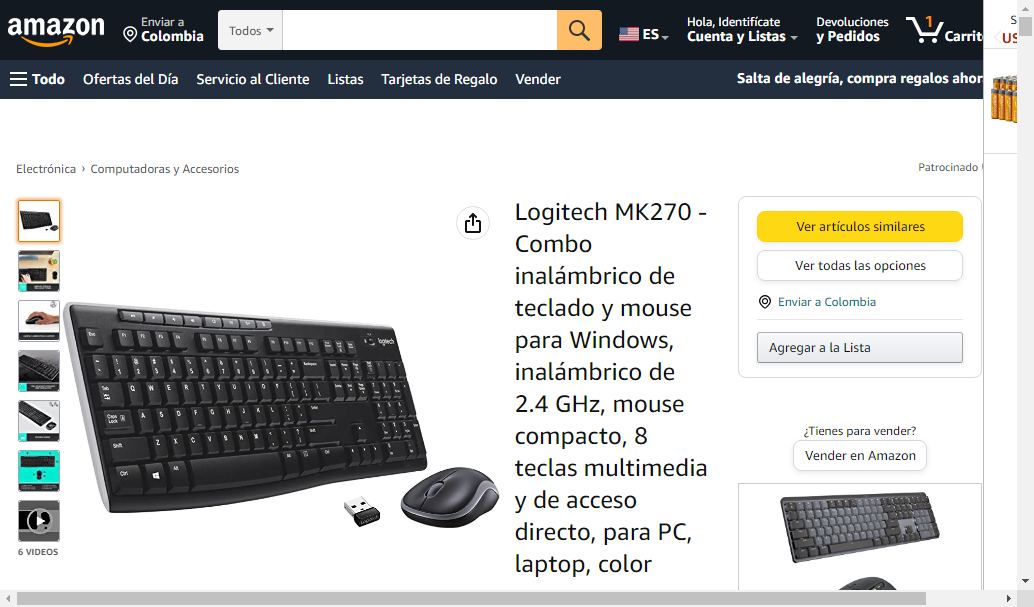 amazon
Enviar a
Colombia
Todos
ES
Hola, Identifícate
Cuenta y Listas
Devoluciones
y Pedidos
1
Carrit
S
US
Todo
Ofertas del Día
Servicio al Cliente
Listas
Tarjetas de Regalo
Vender
Salta de alegría, compra regalos ahor
Electrónica › Computadoras y Accesorios
Patrocinado
Logitech MK270 -
Combo
inalámbrico de
teclado y mouse
para Windows,
inalámbrico de
2.4 GHz, mouse
compacto, 8
teclas multimedia
y de acceso
directo, para PC,
laptop, color
logitech
6 VIDEOS
Ver artículos similares
Ver todas las opciones
Enviar a Colombia
Agregar a la Lista
¿Tienes para vender?
Vender en Amazon